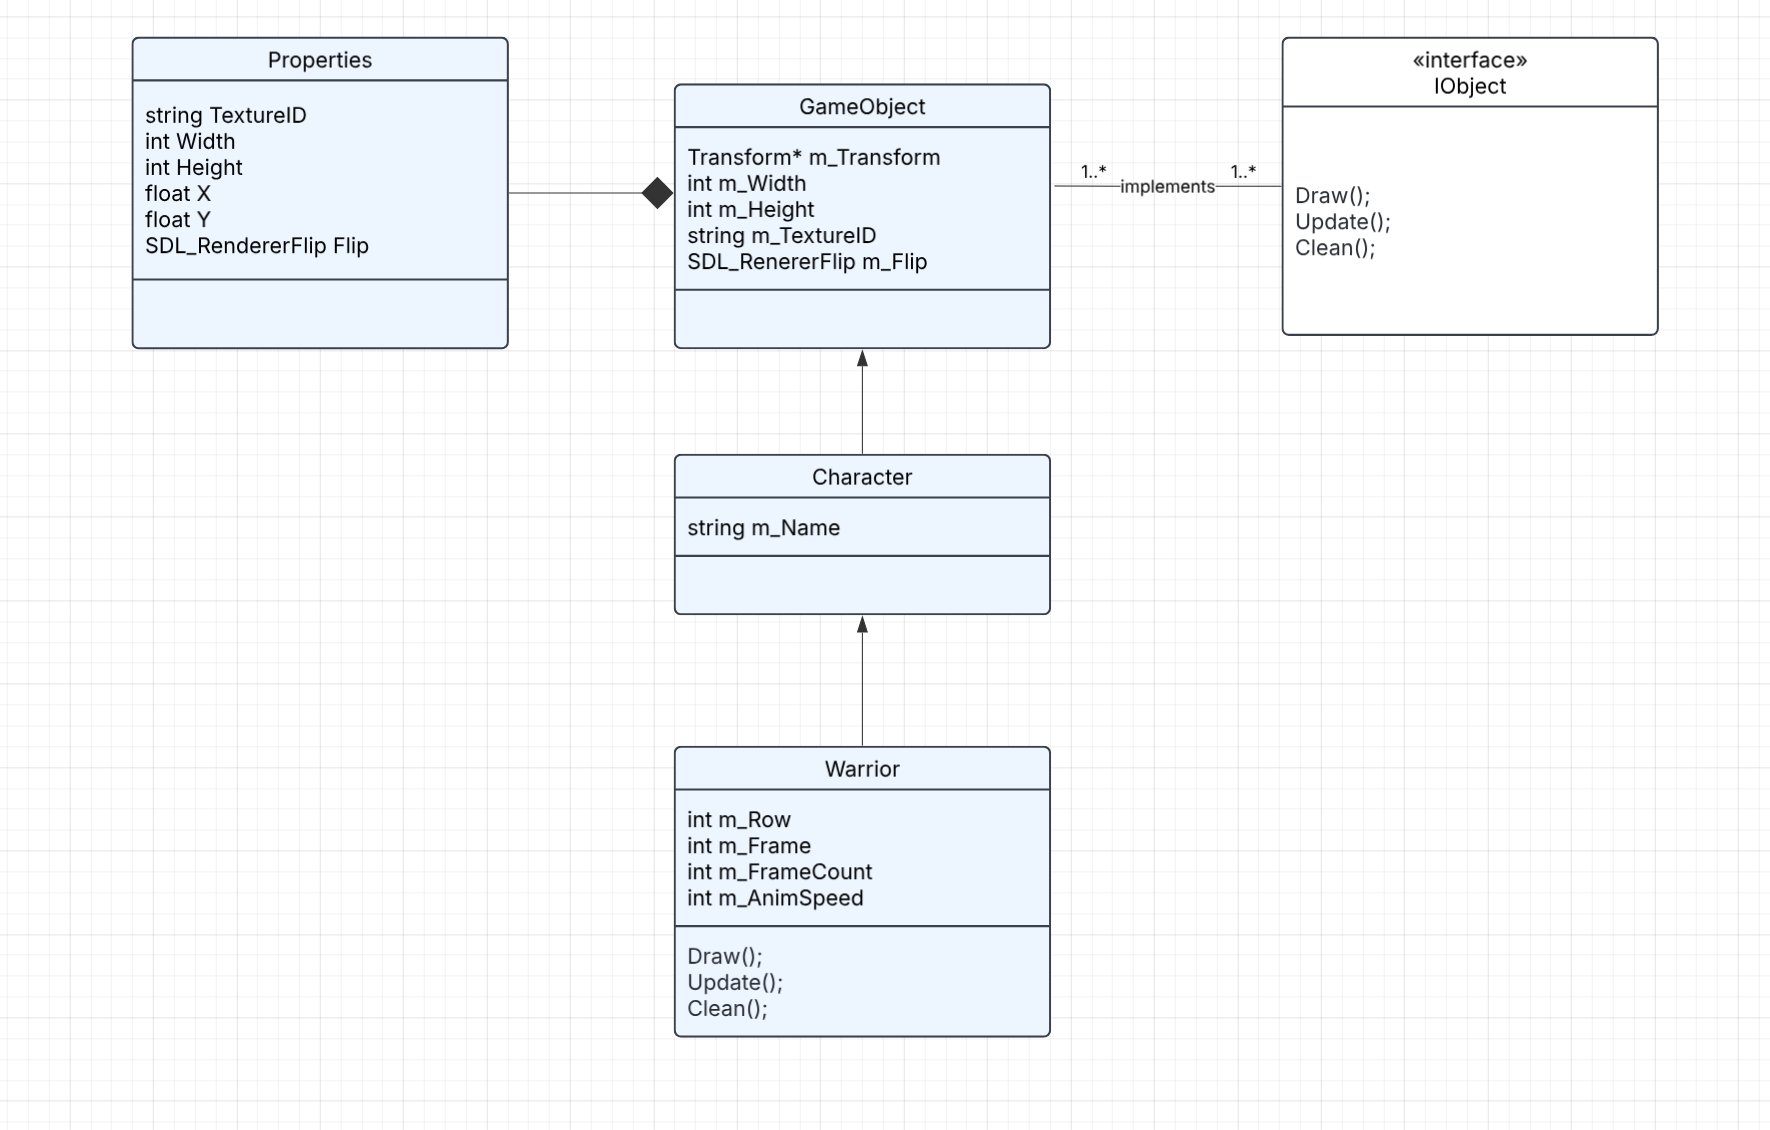 Properties
string TextureID
int Width
int Height
float X
float Y
SDL_RendererFlip Flip
GameObject
Transform* m_Transform
int m_Width
int m_Height
string m_TextureID
SDL_RenererFlip m_Flip
1..*
implements
1..*
«interface»
IObject
Draw();
Update();
Clean();
Character
string m_Name
Warrior
int m_Row
int m_Frame
int m_FrameCount
int m_AnimSpeed
Draw();
Update();
Clean();